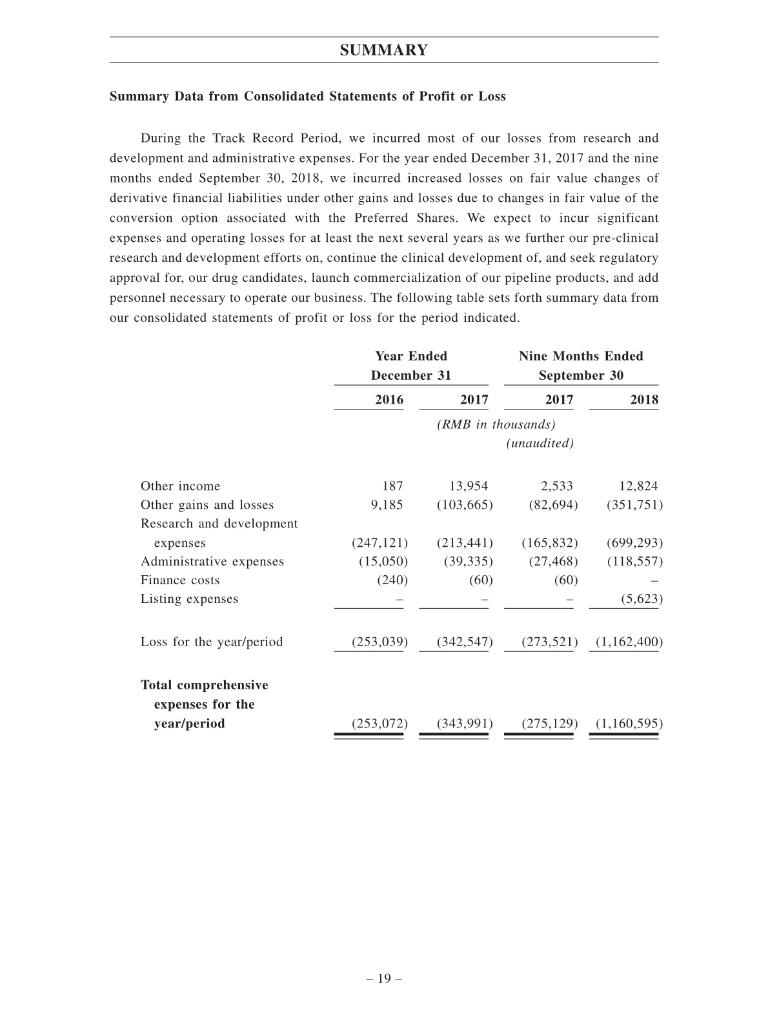 SUMMARY
Summary Data from Consolidated Statements of Profit or Loss
During the Track Record Period, we incurred most of our losses from research and
development and administrative expenses. For the year ended December 31, 2017 and the nine
months ended September 30, 2018, we incurred increased losses on fair value changes of
derivative financial liabilities under other gains and losses due to changes in fair value of the
conversion option associated with the Preferred Shares. We expect to incur significant
expenses and operating losses for at least the next several years as we further our pre-clinical
research and development efforts on, continue the clinical development of, and seek regulatory
approval for, our drug candidates, launch commercialization of our pipeline products, and add
personnel necessary to operate our business. The following table sets forth summary data from
our consolidated statements of profit or loss for the period indicated.
Year Ended Nine Months Ended
December 31 September 30
2016 2017 2017 2018
(RMB in thousands)
(unaudited)
Other income 187 13,954 2,533 12,824
Other gains and losses 9,185 (103,665) (82,694) (351,751)
Research and development
expenses (247,121) (213,441) (165,832) (699,293)
Administrative expenses (15,050) (39,335) (27,468) (118,557)
Finance costs (240) (60) (60) –
Listing expenses – – – (5,623)
Loss for the year/period (253,039) (342,547) (273,521) (1,162,400)
Total comprehensive
expenses for the
year/period (253,072) (343,991) (275,129) (1,160,595)
– 19 –